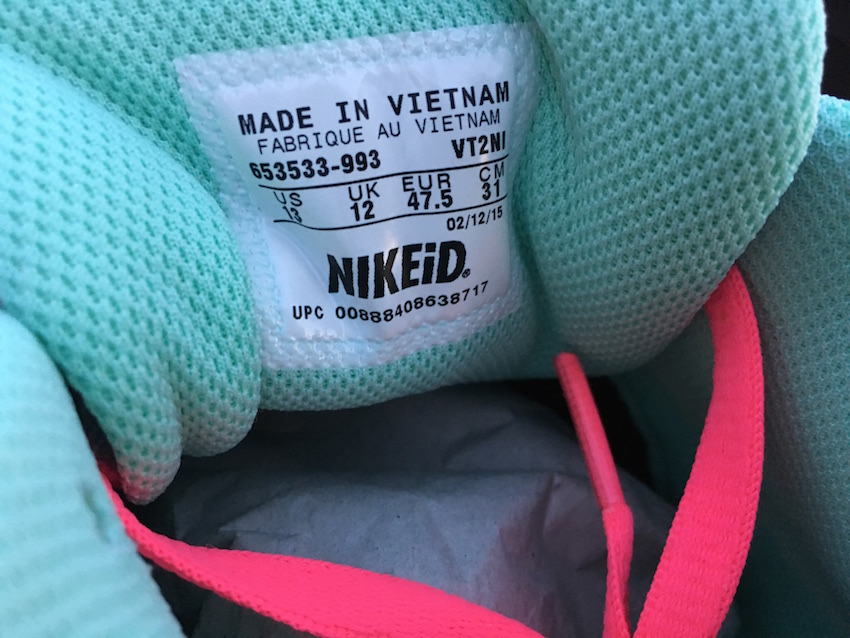 MADE IN VIETNAM
FABRIQUE AU VIETNAM
653533-993 VT2NI
US UK EUR CM
13 12 47.5 31
02/12/15
NIKEiD®
UPC 00888408638717